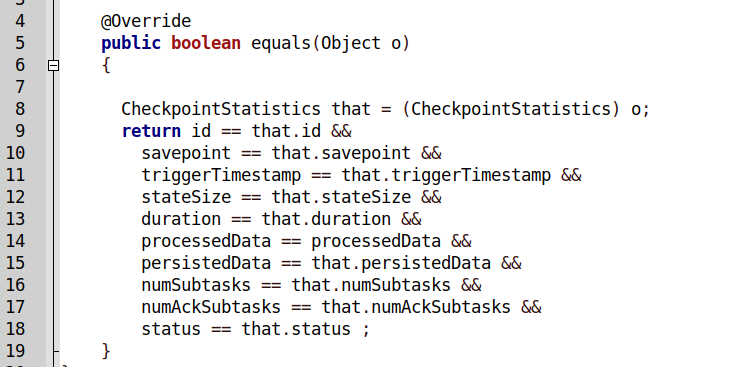 4 @Override
5 public boolean equals(Object o)
6 {
7
8 CheckpointStatistics that = (CheckpointStatistics) o;
9 return id == that.id &&
10 savepoint == that.savepoint &&
11 triggerTimestamp == that.triggerTimestamp &&
12 stateSize == that.stateSize &&
13 duration == that.duration &&
14 processedData == processedData &&
15 persistedData == that.persistedData &&
16 numSubtasks == that.numSubtasks &&
17 numAckSubtasks == that.numAckSubtasks &&
18 status == that.status ;
19 }